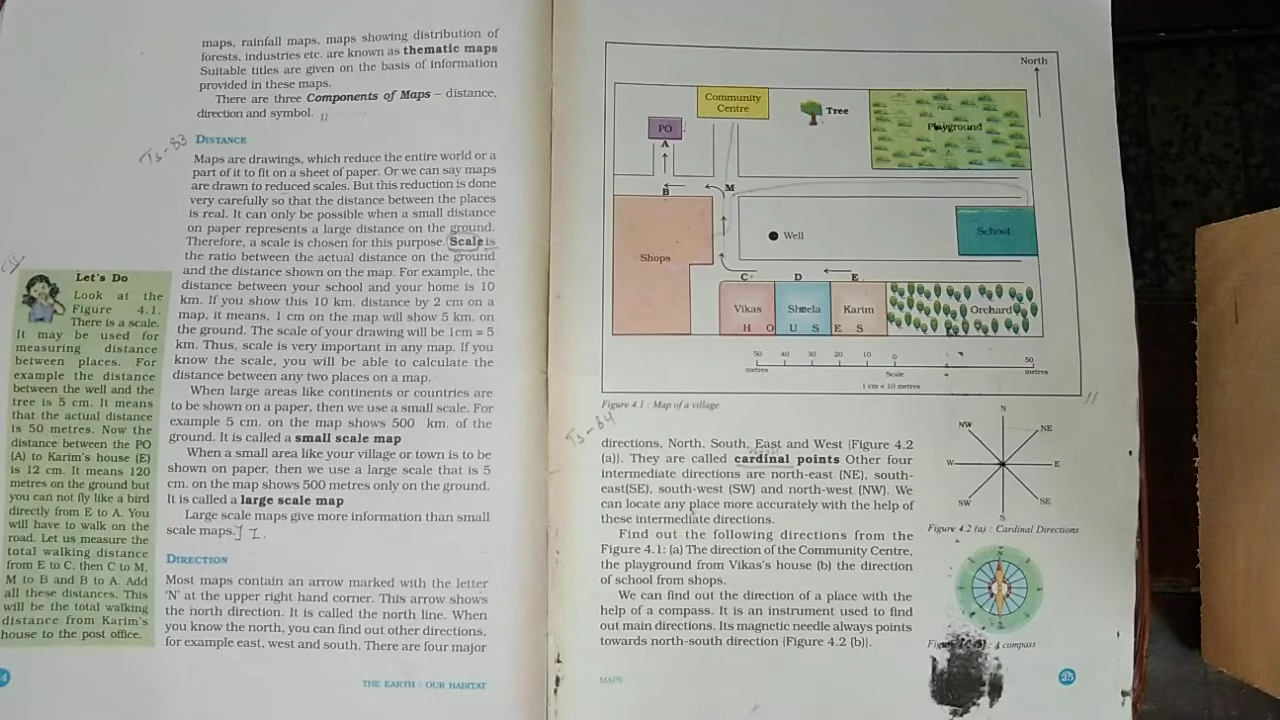 maps, rainfall maps, maps showing distribution of
forests, industries etc. are known as thematic maps
Suitable titles are given on the basis of information
provided in these maps.
There are three Components of Maps – distance,
direction and symbol.
Ts-83
DISTANCE
Maps are drawings, which reduce the entire world or a
part of it to fit on a sheet of paper. Or we can say maps
are drawn to reduced scales. But this reduction is done
very carefully so that the distance between the places
is real. It can only be possible when a small distance
on paper represents a large distance on the ground.
Therefore, a scale is chosen for this purpose. Scale is
the ratio between the actual distance on the ground
and the distance shown on the map. For example, the
distance between your school and your home is 10
km. If you show this 10 km. distance by 2 cm on a
map, it means, 1 cm on the map will show 5 km. on
the ground. The scale of your drawing will be 1cm = 5
km. Thus, scale is very important in any map. If you
know the scale, you will be able to calculate the
distance between any two places on a map.
When large areas like continents or countries are
to be shown on a paper, then we use a small scale. For
example 5 cm. on the map shows 500 km. of the
ground. It is called a small scale map
When a small area like your village or town is to be
shown on paper, then we use a large scale that is 5
cm. on the map shows 500 metres only on the ground.
It is called a large scale map
Large scale maps give more information than small
scale maps.
DIRECTION
Most maps contain an arrow marked with the letter
'N' at the upper right hand corner. This arrow shows
the north direction. It is called the north line. When
you know the north, you can find out other directions,
for example east, west and south. There are four major
Let's Do
Look at the
Figure 4.1.
There is a scale.
It may be used for
measuring distance
between places. For
example the distance
between the well and the
tree is 5 cm. It means
that the actual distance
is 50 metres. Now the
distance between the PO
(A) to Karim's house (E)
is 12 cm. It means 120
metres on the ground but
you can not fly like a bird
directly from E to A. You
will have to walk on the
road. Let us measure the
total walking distance
from E to C, then C to M,
M to B and B to A. Add
all these distances. This
will be the total walking
distance from Karim's
house to the post office.
4
THE EARTH : OUR HABITAT
North
Community
Centre
Tree
Playground
PO
A
B
M
School
Well
Shops
C
D
E
Vikas
Sheela
Karim
Orchard
H O U S E S
50 40 30 20 10 0 50
metres metres
Scale
1 cm = 10 metres
Figure 4.1 : Map of a village
Ts-84
directions, North, South, East and West (Figure 4.2
(a)). They are called cardinal points Other four
intermediate directions are north-east (NE), south-
east(SE), south-west (SW) and north-west (NW). We
can locate any place more accurately with the help of
these intermediate directions.
Find out the following directions from the
Figure 4.1: (a) The direction of the Community Centre,
the playground from Vikas's house (b) the direction
of school from shops.
We can find out the direction of a place with the
help of a compass. It is an instrument used to find
out main directions. Its magnetic needle always points
towards north-south direction (Figure 4.2 (b)).
N
NW
NE
W
E
SW
SE
S
Figure 4.2 (a) : Cardinal Directions
N
compass
MAPS
25